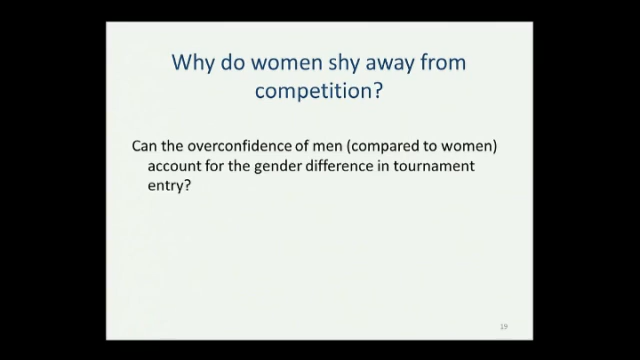 Why do women shy away from
competition?
Can the overconfidence of men (compared to women)
account for the gender difference in tournament
entry?
19